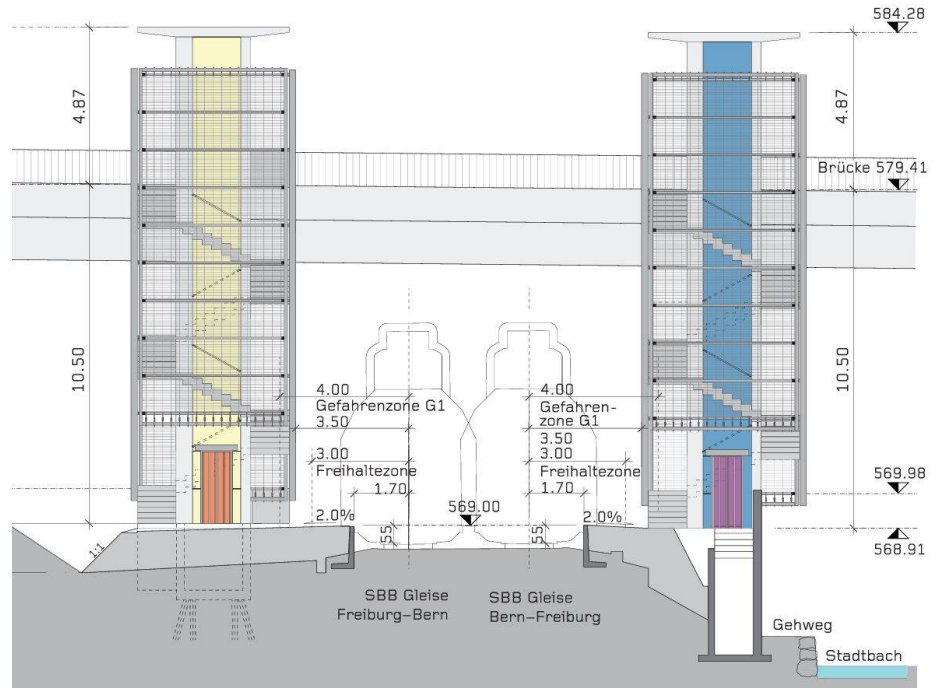 584.28
4.87
4.87
Brücke 579.41
10.50
10.50
4.00
Gefahrenzone G1
3.50
3.00
Freihaltezone
1.70
4.00
Gefahren-
zone G1
3.50
3.00
Freihaltezone
1.70
569.98
569.00
2.0%
2.0%
55
55
568.91
1:1
SBB Gleise
Freiburg-Bern
SBB Gleise
Bern-Freiburg
Gehweg
Stadtbach